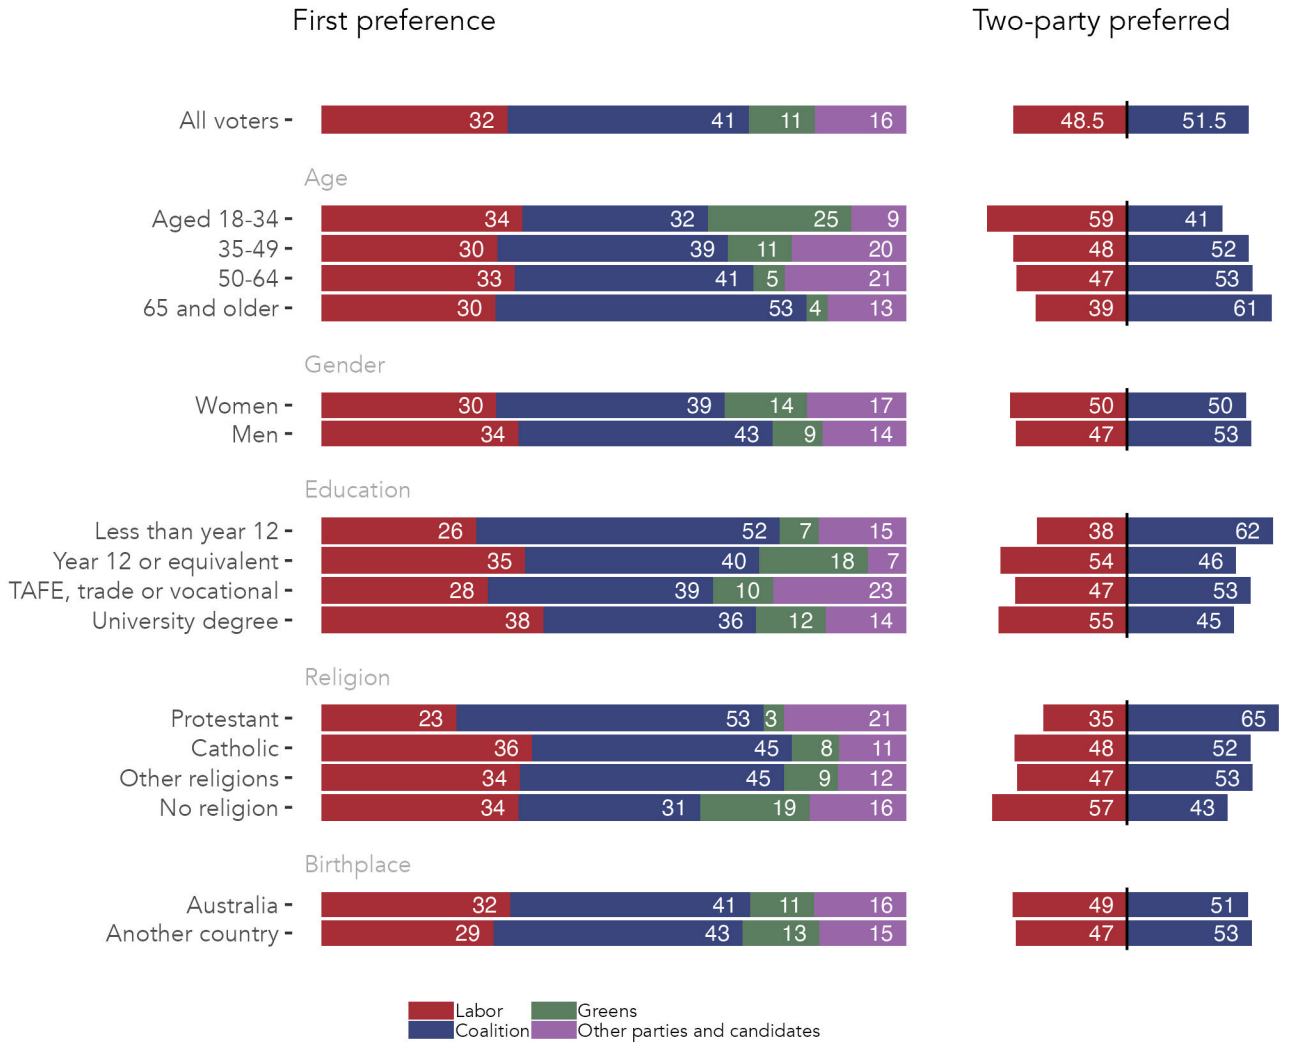 First preference Two-party preferred
All voters 32 41 11 16 48.5 51.5
Age
Aged 18-34 34 32 25 9 59 41
35-49 30 39 11 20 48 52
50-64 33 41 5 21 47 53
65 and older 30 53 4 13 39 61
Gender
Women 30 39 14 17 50 50
Men 34 43 9 14 47 53
Education
Less than year 12 26 52 7 15 38 62
Year 12 or equivalent 35 40 18 7 54 46
TAFE, trade or vocational 28 39 10 23 47 53
University degree 38 36 12 14 55 45
Religion
Protestant 23 53 3 21 35 65
Catholic 36 45 8 11 48 52
Other religions 34 45 9 12 47 53
No religion 34 31 19 16 57 43
Birthplace
Australia 32 41 11 16 49 51
Another country 29 43 13 15 47 53
Labor Greens
Coalition Other parties and candidates